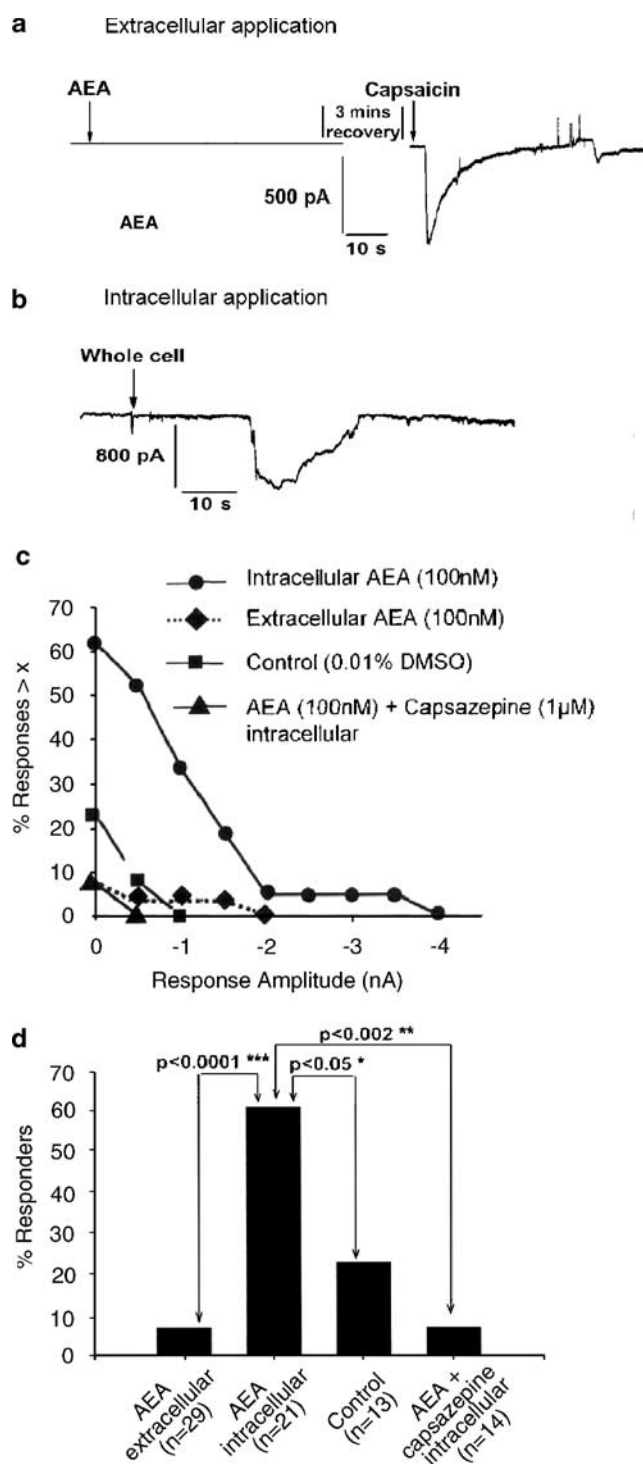 a Extracellular application
AEA
3 mins
recovery
Capsaicin
500 pA
AEA
10 s
b Intracellular application
Whole cell
800 pA
10 s
c
Intracellular AEA (100nM)
Extracellular AEA (100nM)
Control (0.01% DMSO)
AEA (100nM) + Capsazepine (1µM)
intracellular
% Responses > x
70
60
50
40
30
20
10
0
0 -1 -2 -3 -4
Response Amplitude (nA)
d
p<0.002 **
p<0.0001 ***
p<0.05 *
% Responders
70
60
50
40
30
20
10
0
AEA
extracellular
(n=29)
AEA
intracellular
(n=21)
Control
(n=13)
AEA +
capsazepine
intracellular
(n=14)